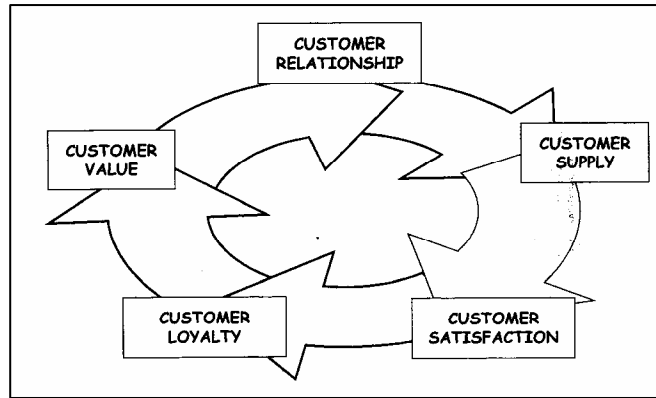 CUSTOMER
RELATIONSHIP
CUSTOMER
SUPPLY
CUSTOMER
SATISFACTION
CUSTOMER
LOYALTY
CUSTOMER
VALUE